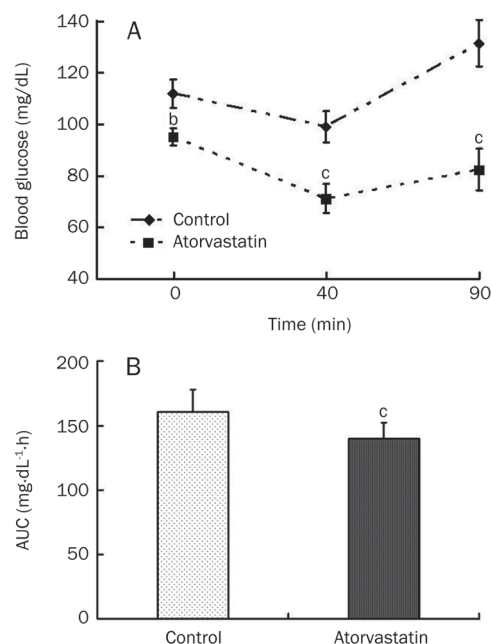 A
140
120
100
80
60
40
Blood glucose (mg/dL)
b
c
c
Control
Atorvastatin
0 40 90
Time (min)
B
200
150
100
50
0
AUC (mg·dL⁻¹·h)
c
Control Atorvastatin